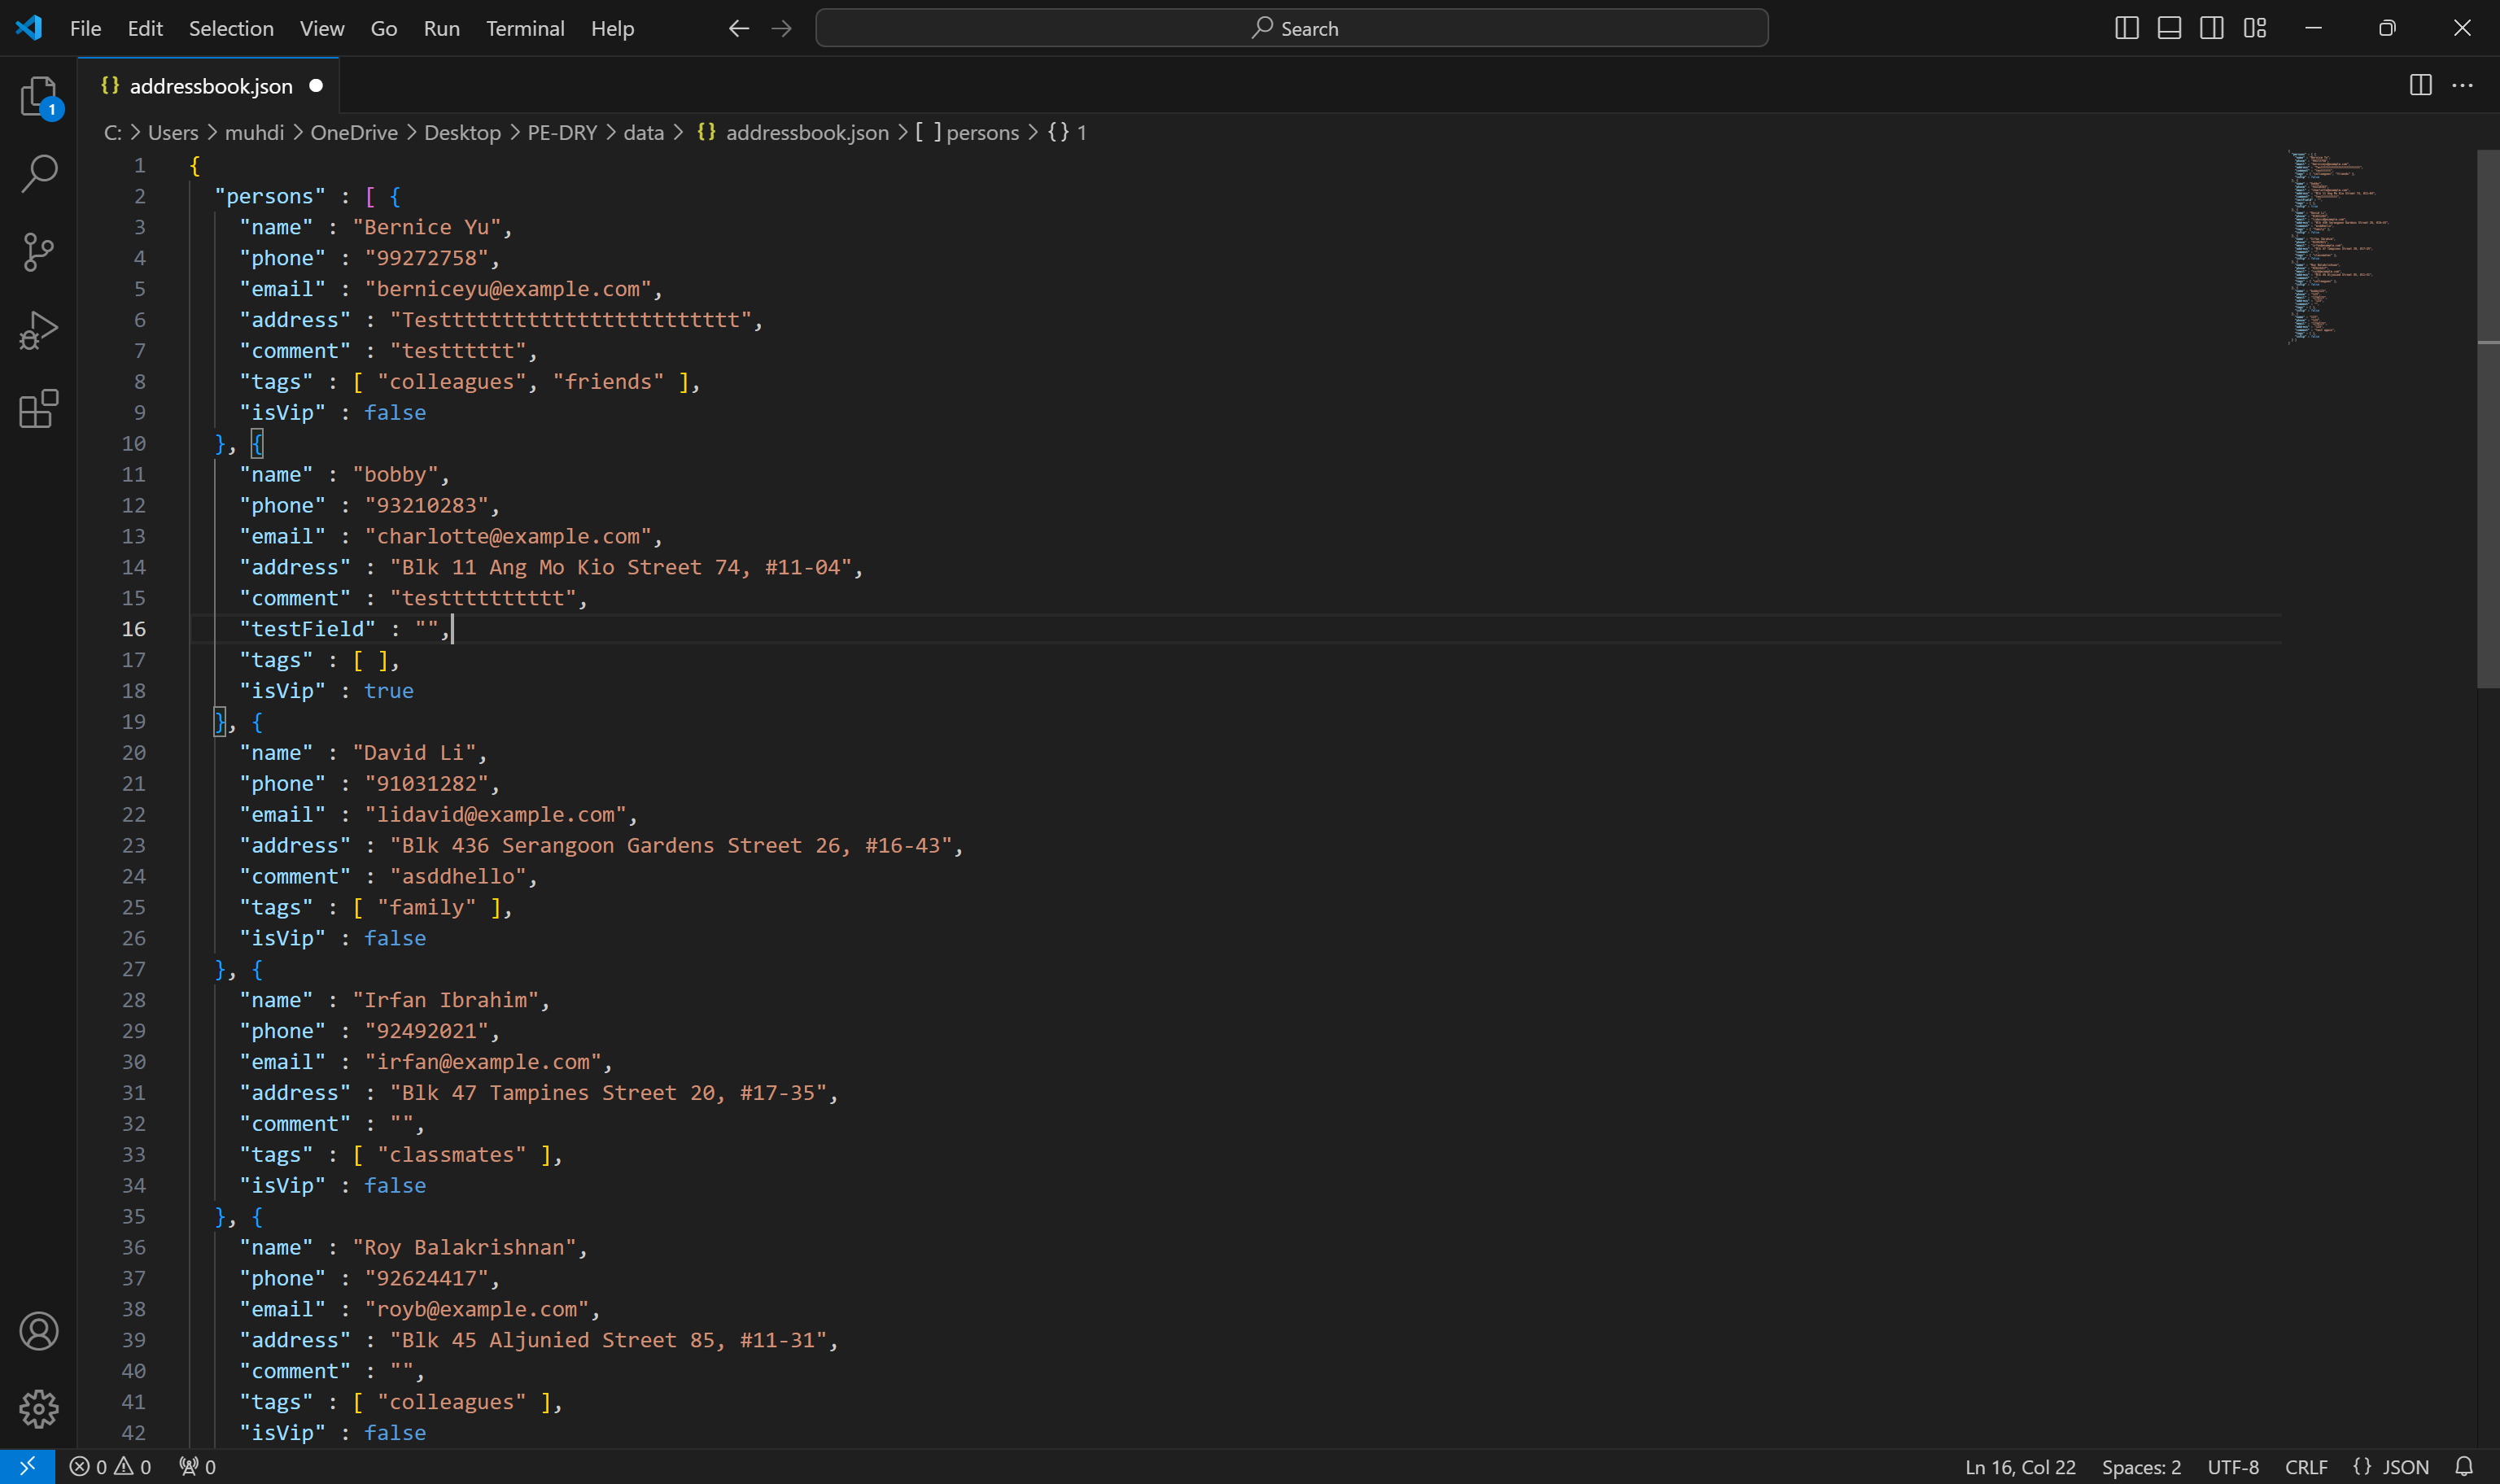 File Edit Selection View Go Run Terminal Help Search
1
{} addressbook.json
C: > Users > muhdi > OneDrive > Desktop > PE-DRY > data > {} addressbook.json > [ ] persons > {} 1
1 {
2 "persons" : [ {
3 "name" : "Bernice Yu",
4 "phone" : "99272758",
5 "email" : "berniceyu@example.com",
6 "address" : "Testttttttttttttttttttttttt",
7 "comment" : "testttttt",
8 "tags" : [ "colleagues", "friends" ],
9 "isVip" : false
10 }, {
11 "name" : "bobby",
12 "phone" : "93210283",
13 "email" : "charlotte@example.com",
14 "address" : "Blk 11 Ang Mo Kio Street 74, #11-04",
15 "comment" : "testtttttttttt",
16 "testField" : "",
17 "tags" : [ ],
18 "isVip" : true
19 }, {
20 "name" : "David Li",
21 "phone" : "91031282",
22 "email" : "lidavid@example.com",
23 "address" : "Blk 436 Serangoon Gardens Street 26, #16-43",
24 "comment" : "asddhello",
25 "tags" : [ "family" ],
26 "isVip" : false
27 }, {
28 "name" : "Irfan Ibrahim",
29 "phone" : "92492021",
30 "email" : "irfan@example.com",
31 "address" : "Blk 47 Tampines Street 20, #17-35",
32 "comment" : "",
33 "tags" : [ "classmates" ],
34 "isVip" : false
35 }, {
36 "name" : "Roy Balakrishnan",
37 "phone" : "92624417",
38 "email" : "royb@example.com",
39 "address" : "Blk 45 Aljunied Street 85, #11-31",
40 "comment" : "",
41 "tags" : [ "colleagues" ],
42 "isVip" : false
0 0 0 Ln 16, Col 22 Spaces: 2 UTF-8 CRLF {} JSON